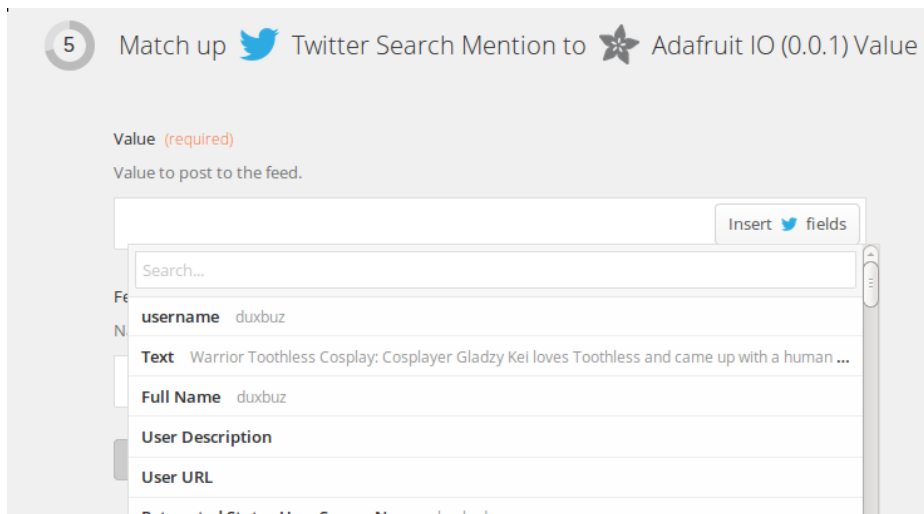 5 Match up Twitter Search Mention to Adafruit IO (0.0.1) Value
Value (required)
Value to post to the feed.
Insert fields
Search...
Fe
username duxbuz
N
Text Warrior Toothless Cosplay: Cosplayer Gladzy Kei loves Toothless and came up with a human ...
Full Name duxbuz
User Description
User URL